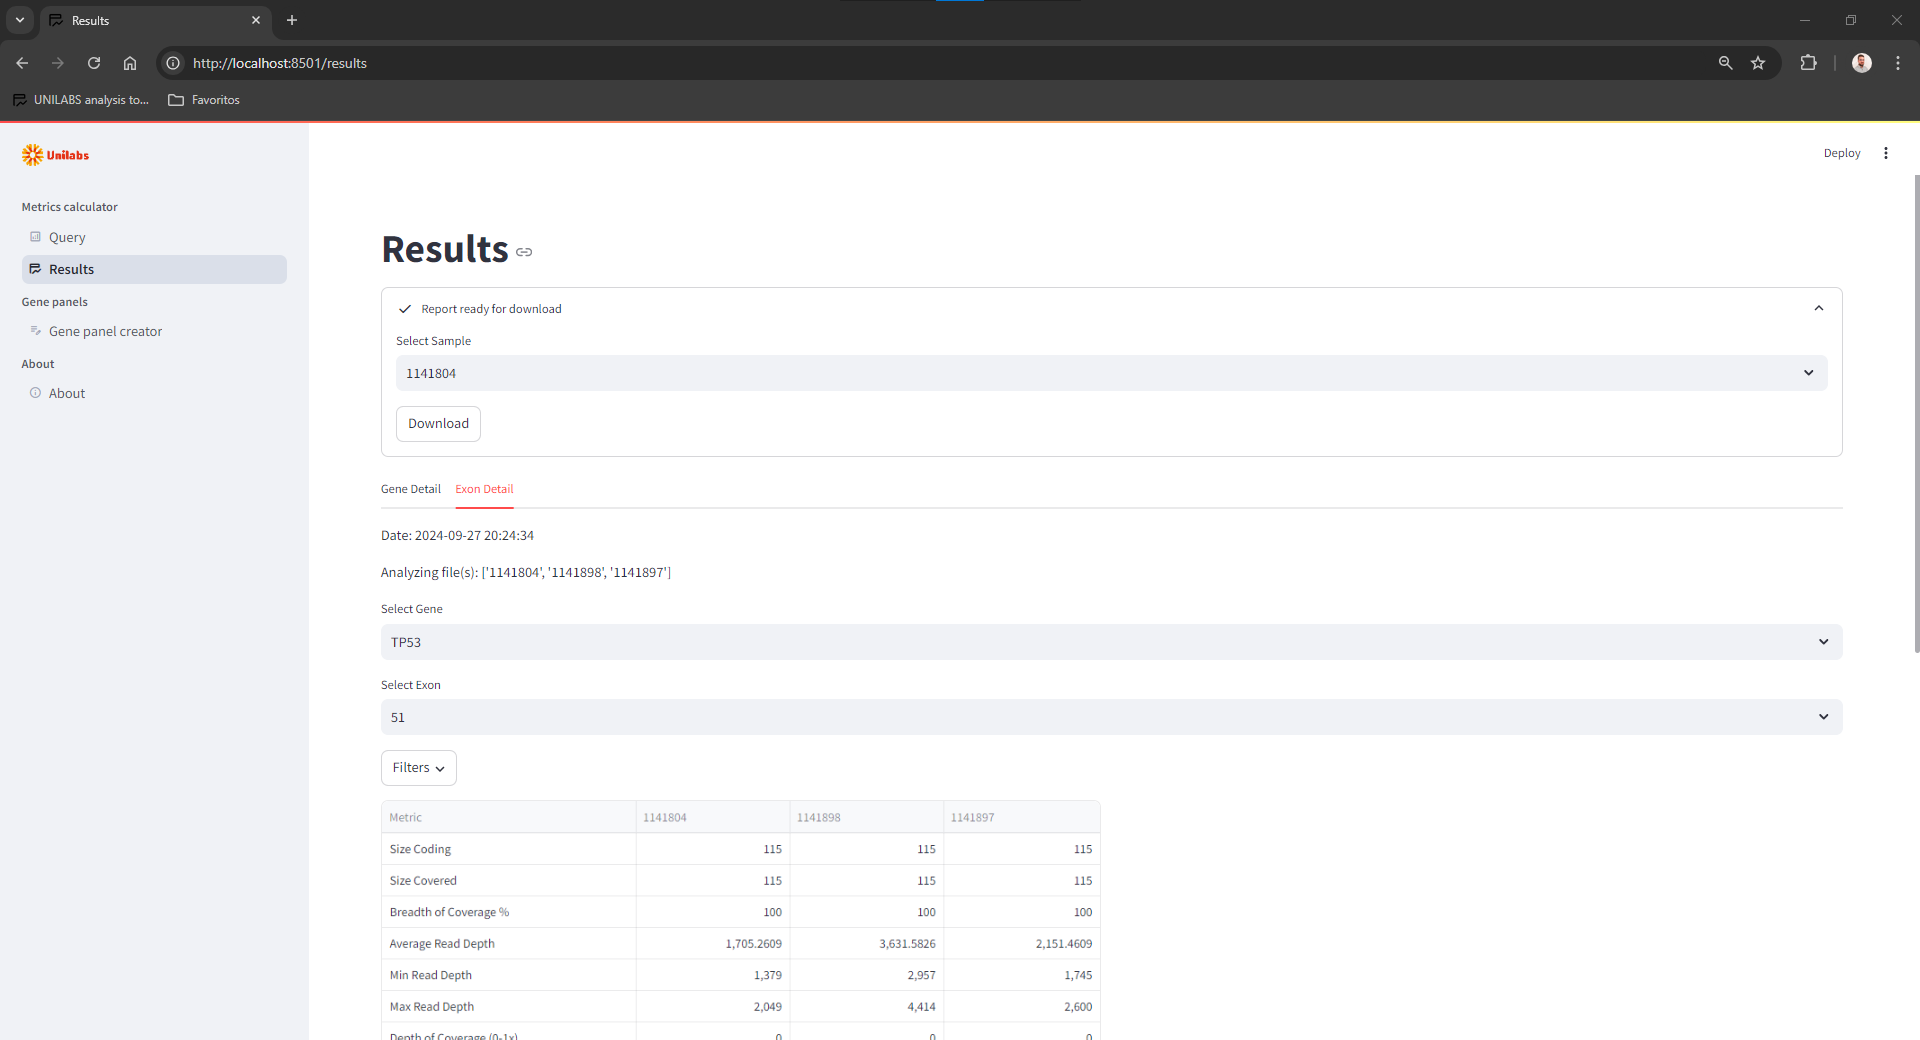 Results
http://localhost:8501/results
UNILABS analysis to...
Favoritos
Unilabs
Deploy
Metrics calculator
Query
Results
Gene panels
Gene panel creator
About
About
Results
Report ready for download
Select Sample
1141804
Download
Gene Detail Exon Detail
Date: 2024-09-27 20:24:34
Analyzing file(s): ['1141804', '1141898', '1141897']
Select Gene
TP53
Select Exon
51
Filters
Metric 1141804 1141898 1141897
Size Coding 115 115 115
Size Covered 115 115 115
Breadth of Coverage % 100 100 100
Average Read Depth 1,705.2609 3,631.5826 2,151.4609
Min Read Depth 1,379 2,957 1,745
Max Read Depth 2,049 4,414 2,600
Depth of Coverage (0-1x) 0 0 0